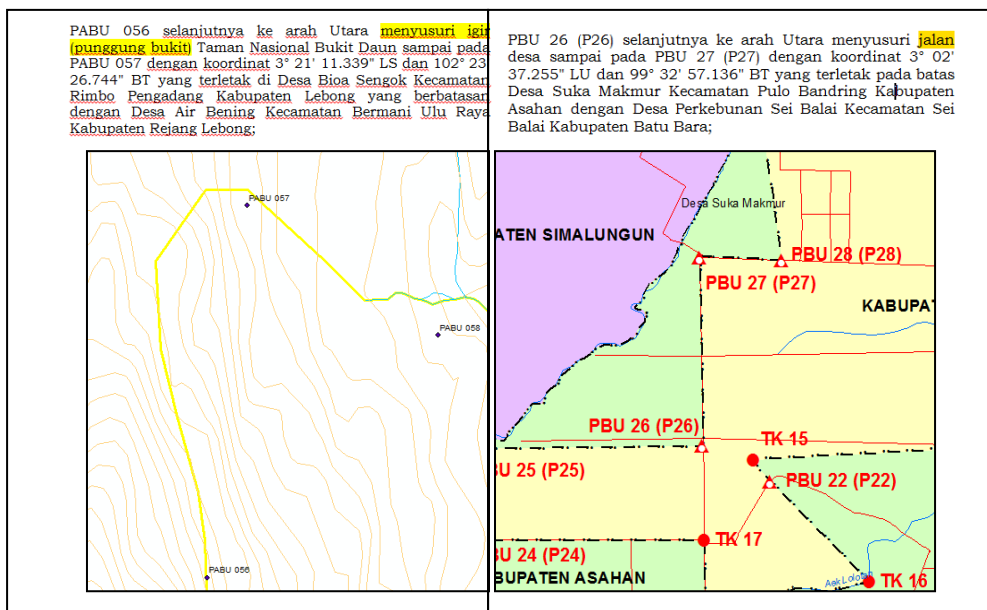 PABU 056 selanjutnya ke arah Utara menyusuri igir
(punggung bukit) Taman Nasional Bukit Daun sampai pada
PABU 057 dengan koordinat 3° 21' 11.339" LS dan 102° 23'
26.744" BT yang terletak di Desa Bioa Sengok Kecamatan
Rimbo Pengadang Kabupaten Lebong yang berbatasan
dengan Desa Air Bening Kecamatan Bermani Ulu Raya
Kabupaten Rejang Lebong;
PABU 057
PABU 058
PABU 056
PBU 26 (P26) selanjutnya ke arah Utara menyusuri jalan
desa sampai pada PBU 27 (P27) dengan koordinat 3° 02'
37.255" LU dan 99° 32' 57.136" BT yang terletak pada batas
Desa Suka Makmur Kecamatan Pulo Bandring Kabupaten
Asahan dengan Desa Perkebunan Sei Balai Kecamatan Sei
Balai Kabupaten Batu Bara;
Desa Suka Makmur
ATEN SIMALUNGUN
PBU 28 (P28)
PBU 27 (P27)
KABUPAT
PBU 26 (P26)
TK 15
BU 25 (P25)
PBU 22 (P22)
TK 17
BU 24 (P24)
BUPATEN ASAHAN
Aek
TK 16